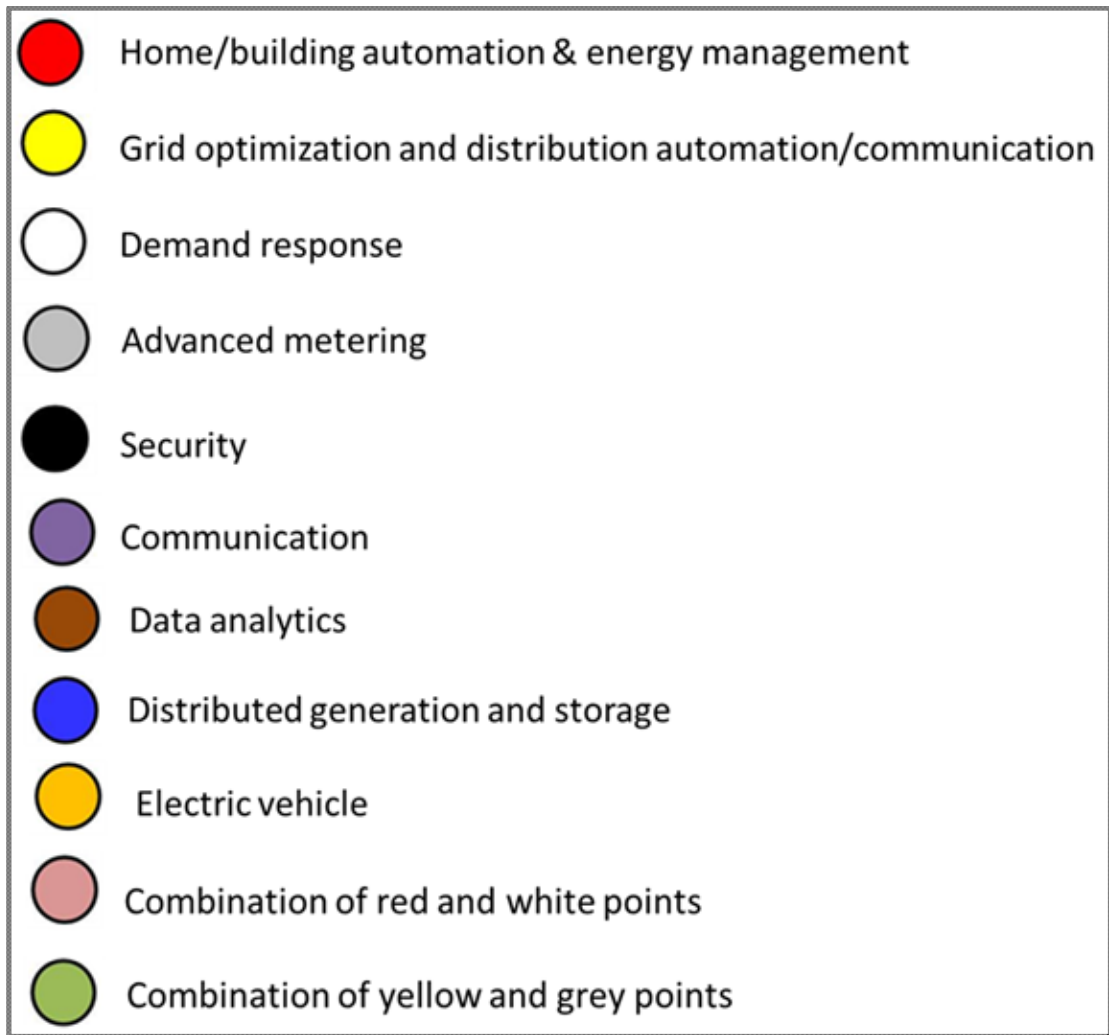 Home/building automation & energy management
Grid optimization and distribution automation/communication
Demand response
Advanced metering
Security
Communication
Data analytics
Distributed generation and storage
Electric vehicle
Combination of red and white points
Combination of yellow and grey points